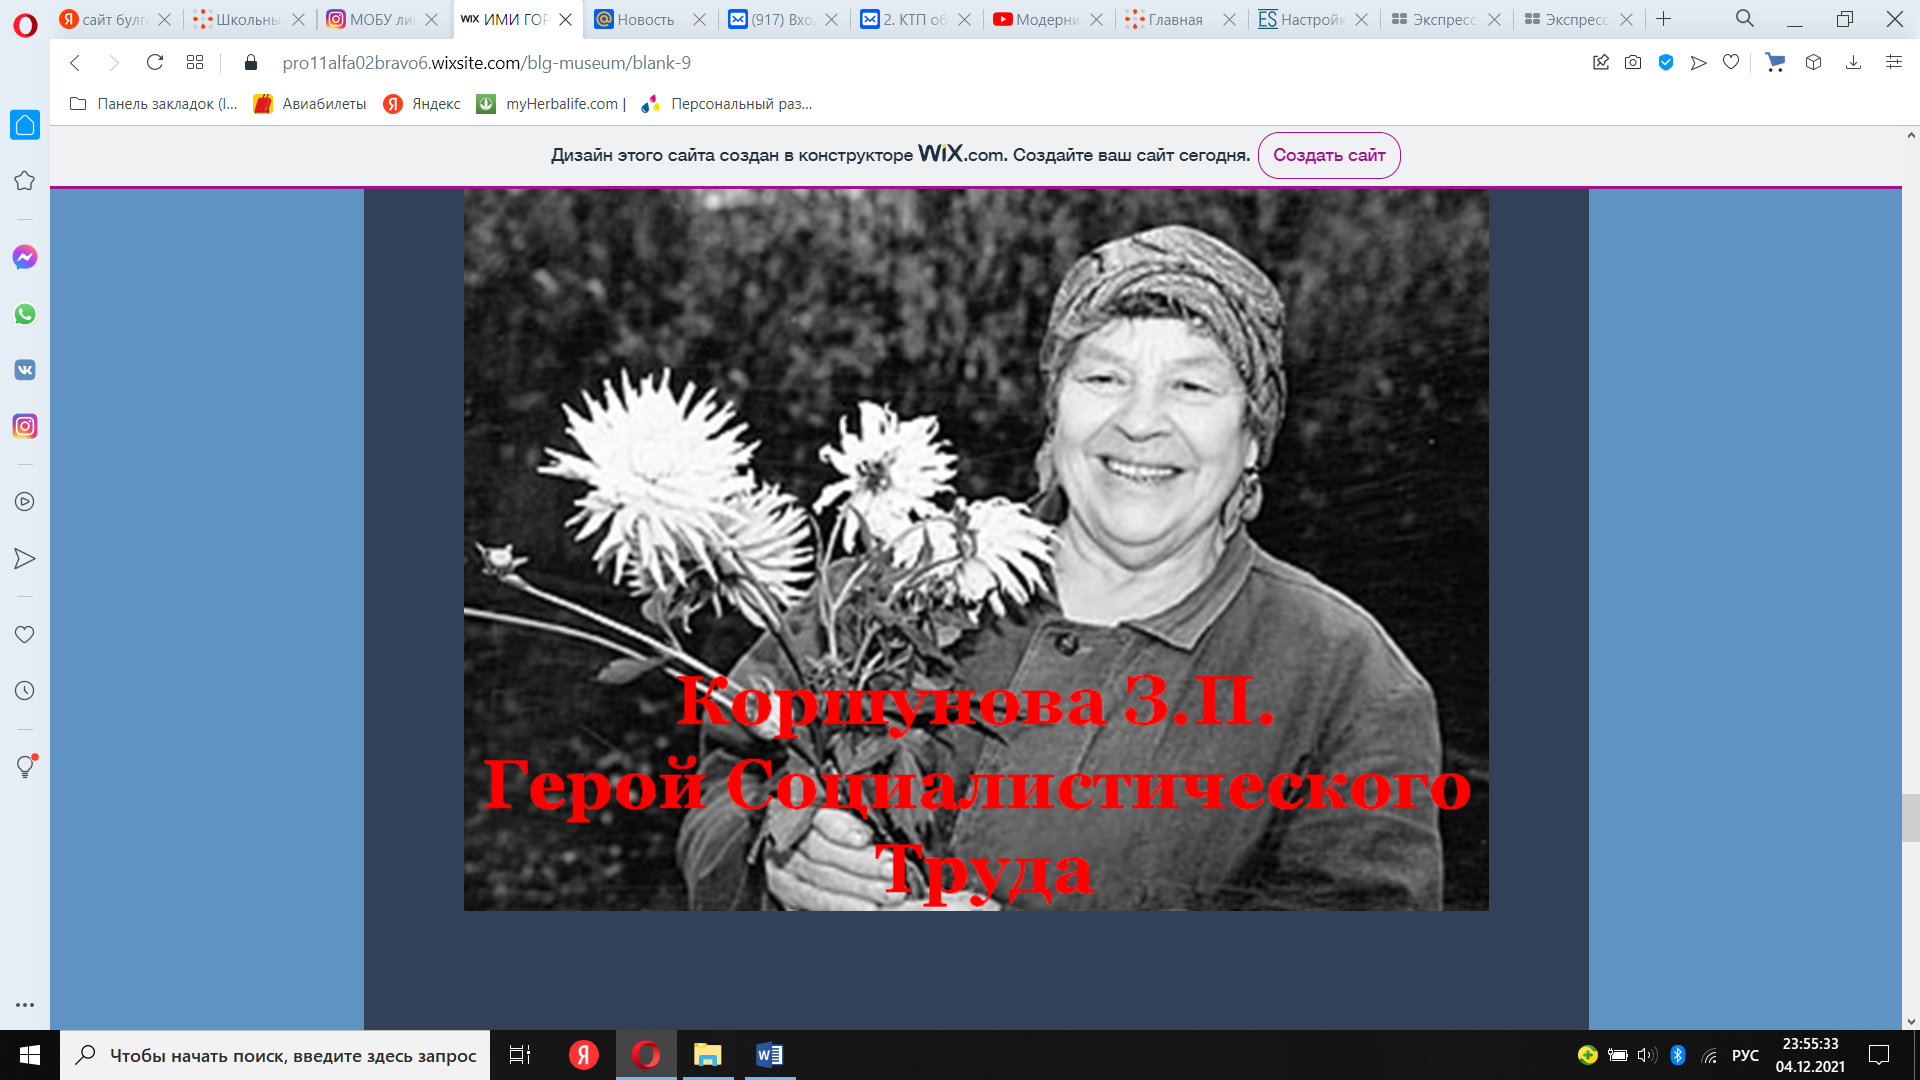 сайт булга
Школьны
МОБУ ли
WiX ИМИ ГОР
Новость
(917) Вхо
2. КТП об
Модерни
Главная
ES Настройк
Экспресс
Экспресс
pro11alfa02bravo6.wixsite.com/blg-museum/blank-9
Панель закладок (I...
Авиабилеты
Яндекс
myHerbalife.com |
Персональный раз...
Дизайн этого сайта создан в конструкторе WiX.com. Создайте ваш сайт сегодня. Создать сайт
Коршунова З.П.
Герой Социалистического
Труда
Чтобы начать поиск, введите здесь запрос
РУС
23:55:33
04.12.2021